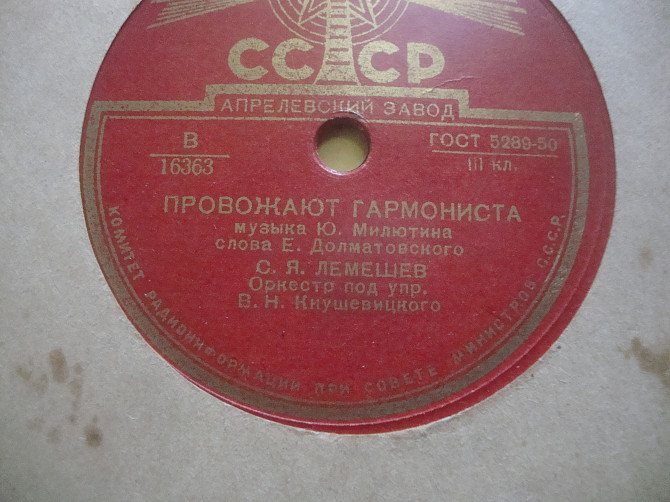 СССР
АПРЕЛЕВСКИЙ ЗАВОД
В
16363
ГОСТ 5289-50
III кл.
ПРОВОЖАЮТ ГАРМОНИСТА
музыка Ю. Милютина
слова Е. Долматовского
С. Я. ЛЕМЕШЕВ
Оркестр под упр.
В. Н. Кнушевицкого
КОМИТЕТ РАДИОИНФОРМАЦИИ ПРИ СОВЕТЕ МИНИСТРОВ С.С.С.Р.